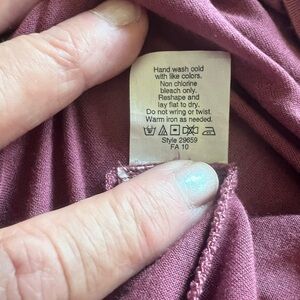 Hand wash cold
with like colors.
Non chlorine
bleach only.
Reshape and
lay flat to dry.
Do not wring or twist.
Warm iron as needed.
Style 29659
FA 10